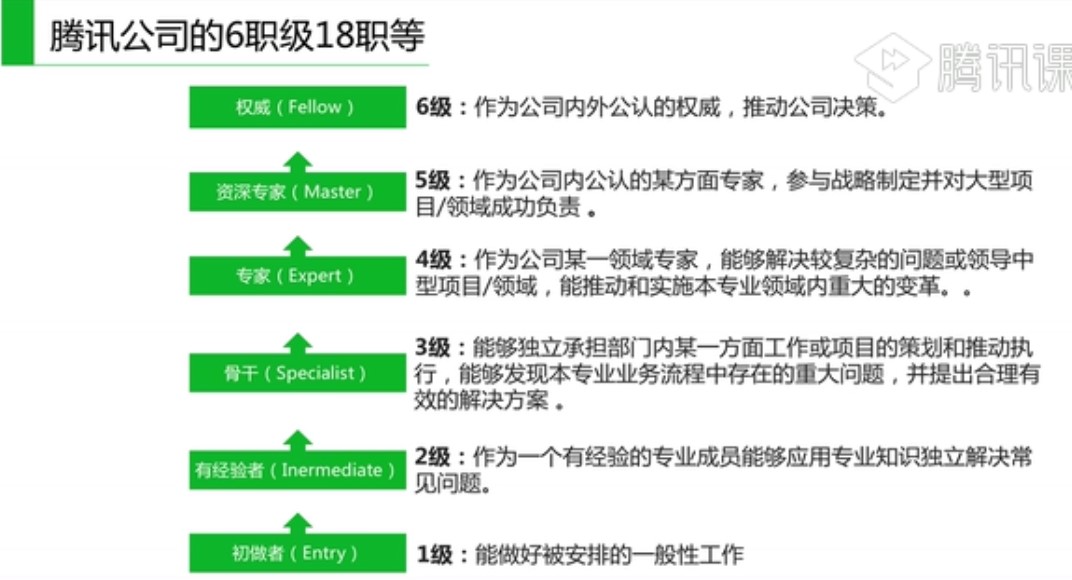 腾讯公司的6职级18职等
腾讯课
权威（Fellow）
6级：作为公司内外公认的权威，推动公司决策。
资深专家（Master）
5级：作为公司内公认的某方面专家，参与战略制定并对大型项
目/领域成功负责 。
专家（Expert）
4级：作为公司某一领域专家，能够解决较复杂的问题或领导中
型项目/领域，能推动和实施本专业领域内重大的变革。。
骨干（Specialist）
3级：能够独立承担部门内某一方面工作或项目的策划和推动执
行，能够发现本专业业务流程中存在的重大问题，并提出合理有
效的解决方案 。
有经验者（Inermediate）
2级：作为一个有经验的专业成员能够应用专业知识独立解决常
见问题。
初做者（Entry）
1级：能做好被安排的一般性工作